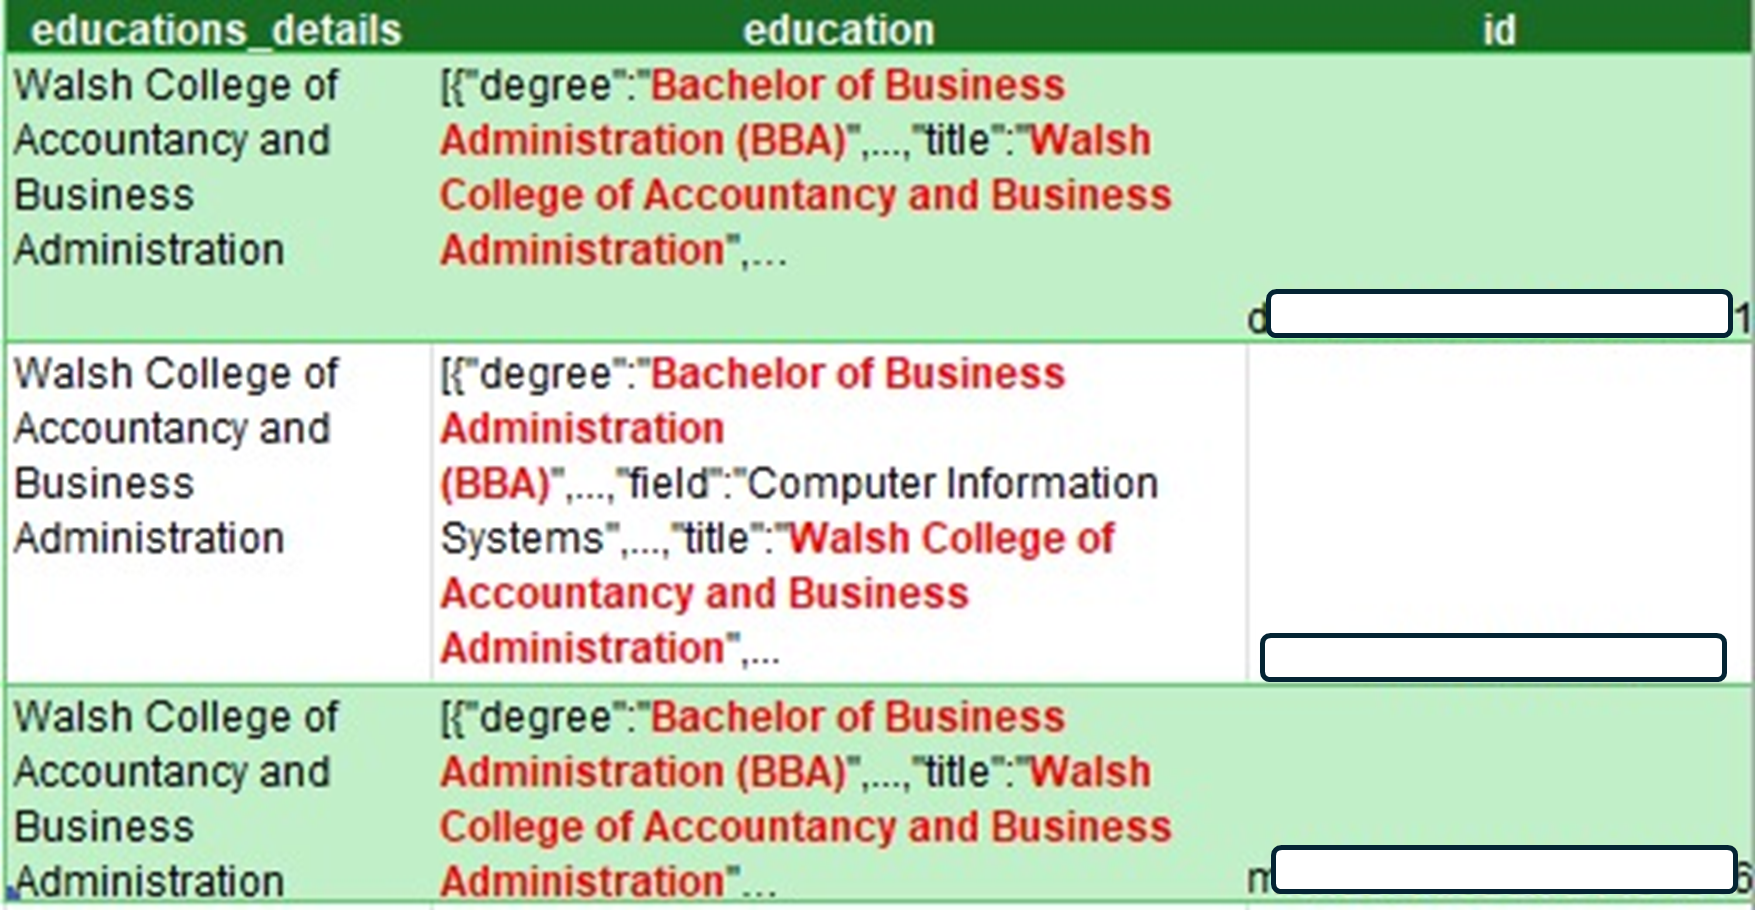 educations_details education id
Walsh College of
Accountancy and
Business
Administration
[{"degree":"Bachelor of Business
Administration (BBA)",...,"title":"Walsh
College of Accountancy and Business
Administration",...
d 1
Walsh College of
Accountancy and
Business
Administration
[{"degree":"Bachelor of Business
Administration
(BBA)",...,"field":"Computer Information
Systems",...,"title":"Walsh College of
Accountancy and Business
Administration",...
Walsh College of
Accountancy and
Business
Administration
[{"degree":"Bachelor of Business
Administration (BBA)",...,"title":"Walsh
College of Accountancy and Business
Administration"...
m 6